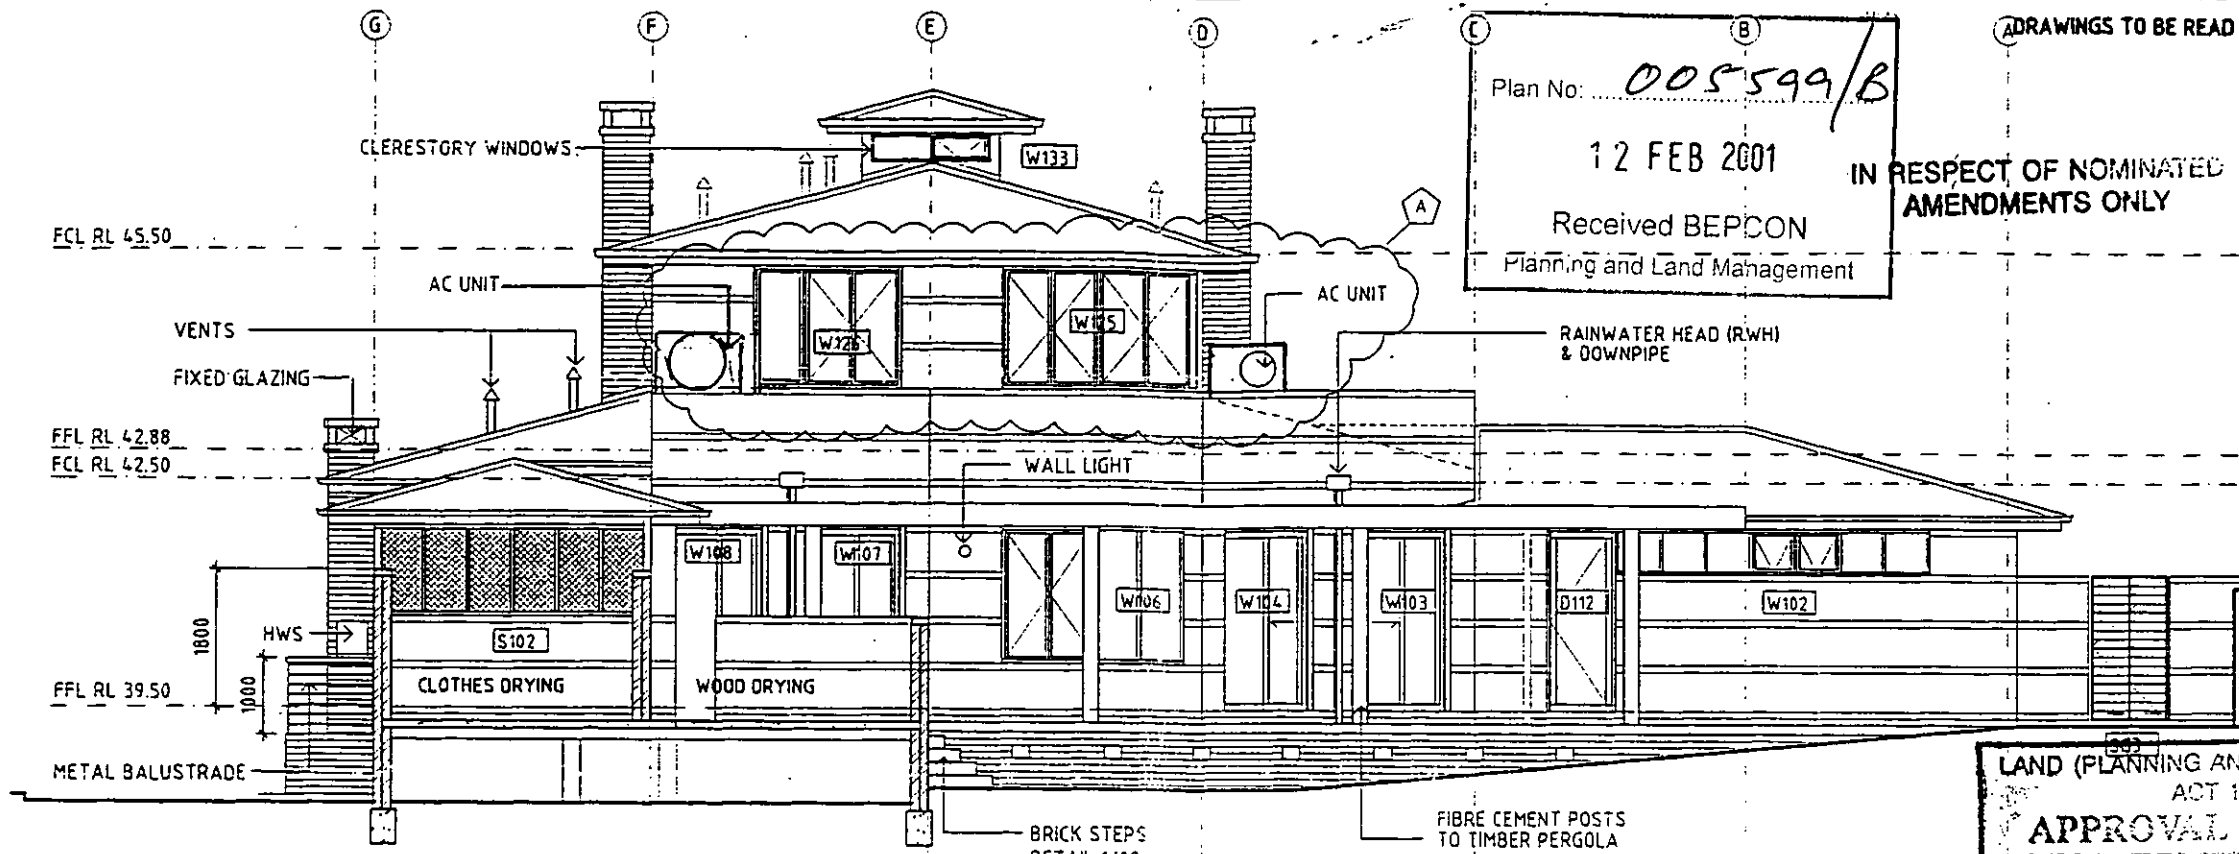 G
F
E
D
C
B
A
DRAWINGS TO BE READ
Plan No: 005599/B
12 FEB 2001
Received BEPCON
Planning and Land Management
IN RESPECT OF NOMINATED
AMENDMENTS ONLY
CLERESTORY WINDOWS
W133
A
FCL RL 45.50
AC UNIT
AC UNIT
W126
W125
VENTS
RAINWATER HEAD (RWH)
& DOWNPIPE
FIXED GLAZING
FFL RL 42.88
FCL RL 42.50
WALL LIGHT
W108
W107
W106
W104
W103
D112
W102
1800
HWS
S102
1000
FFL RL 39.50
CLOTHES DRYING
WOOD DRYING
METAL BALUSTRADE
BRICK STEPS
FIBRE CEMENT POSTS
TO TIMBER PERGOLA
LAND (PLANNING AN
ACT 1
APPROVAL